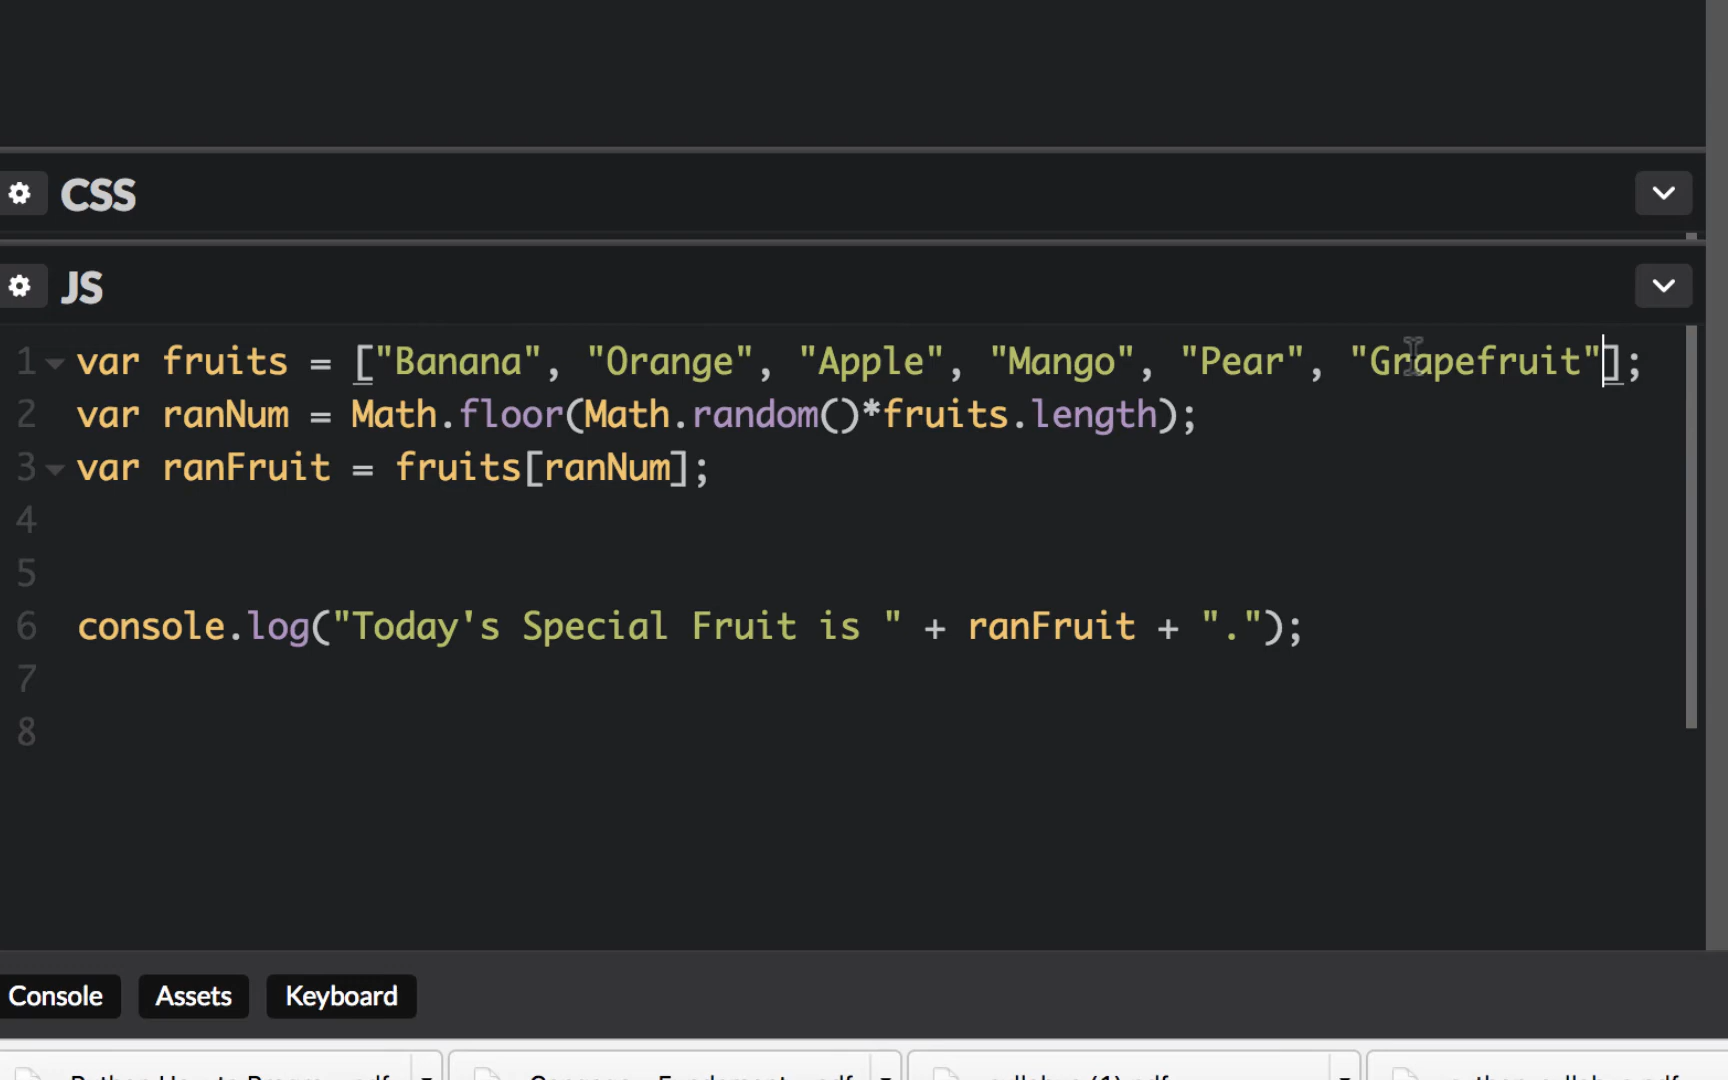 CSS
JS
1 var fruits = ["Banana", "Orange", "Apple", "Mango", "Pear", "Grapefruit"];
2 var ranNum = Math.floor(Math.random()*fruits.length);
3 var ranFruit = fruits[ranNum];
4
5
6 console.log("Today's Special Fruit is " + ranFruit + ".");
7
8
Console Assets Keyboard